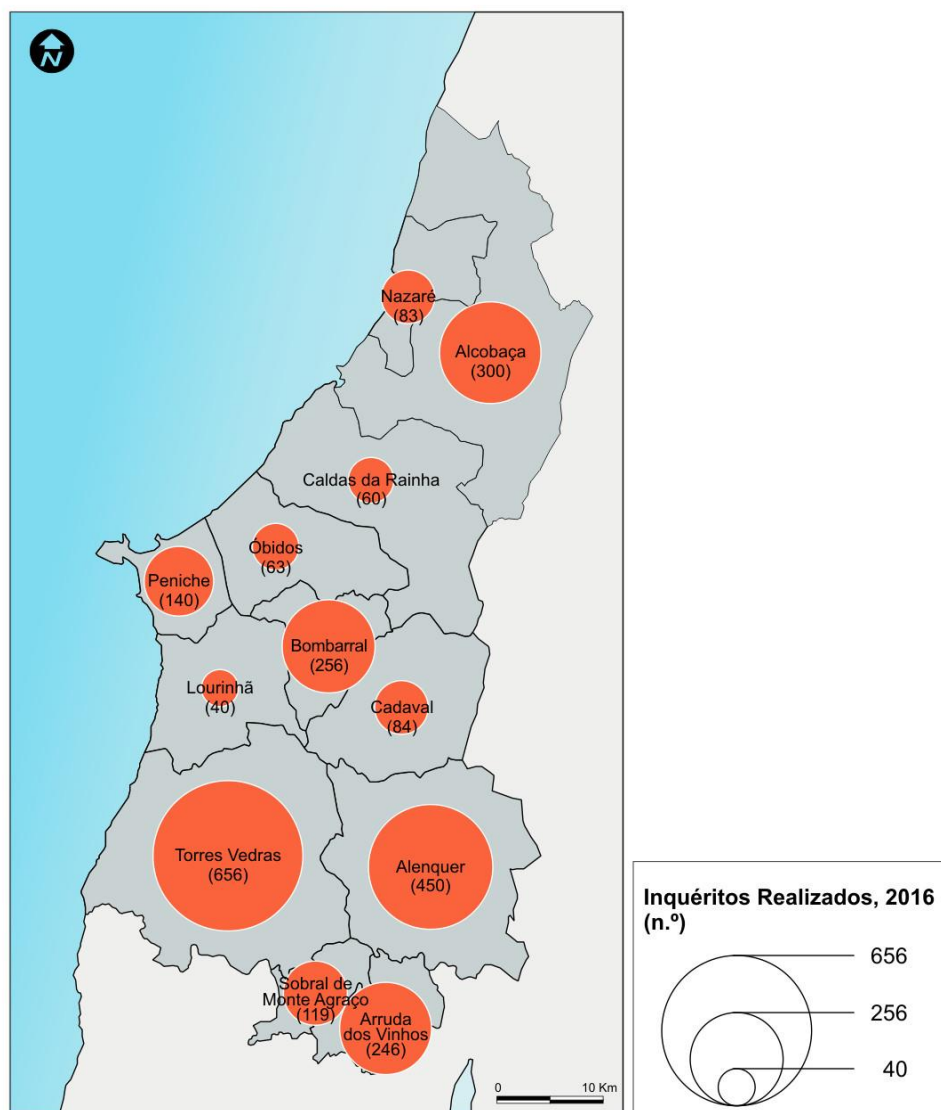 N
Nazaré
(83)
Alcobaça
(300)
Caldas da Rainha
(60)
Óbidos
(63)
Peniche
(140)
Bombarral
(256)
Lourinhã
(40)
Cadaval
(84)
Torres Vedras
(656)
Alenquer
(450)
Sobral de
Monte Agraço
(119)
Arruda
dos Vinhos
(246)
0 10 Km
Inquéritos Realizados, 2016
(n.º)
656
256
40